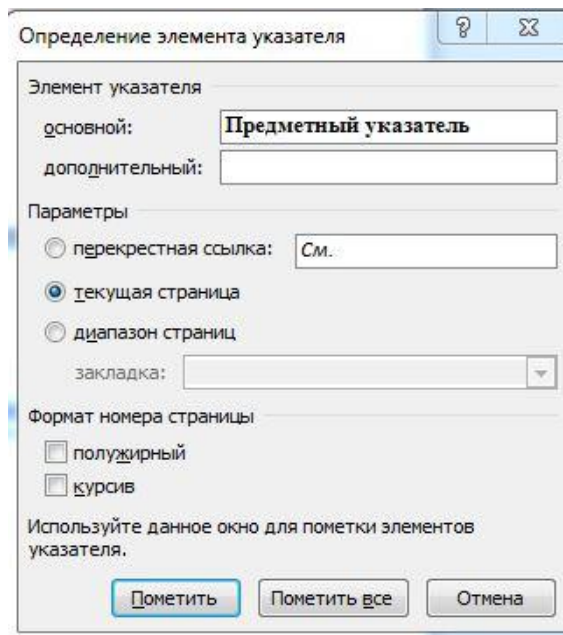 Определение элемента указателя
Элемент указателя
основной: Предметный указатель
дополнительный:
Параметры
перекрестная ссылка: См.
текущая страница
диапазон страниц
закладка:
Формат номера страницы
полужирный
курсив
Используйте данное окно для пометки элементов
указателя.
Пометить Пометить все Отмена